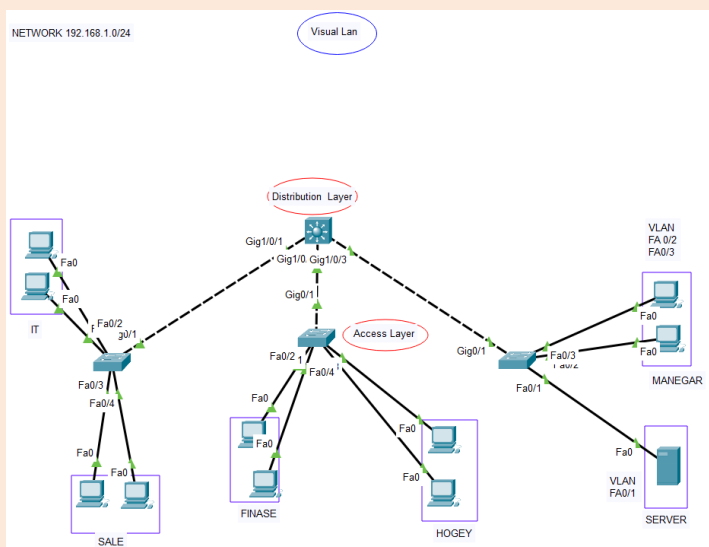 Visual Lan
NETWORK 192.168.1.0/24
Distribution Layer
Gig1/0/1
Gig1/0/3
VLAN
FA 0/2
FA0/3
Fa0
Fa0
IT
Fa0/2
Gig0/1
Access Layer
Fa0
Fa0
MANEGAR
Gig0/1
Fa0/3
Fa0/1
Fa0/3
Fa0/4
Fa0/2
Fa0/4
Fa0
Fa0
Fa0
Fa0
Fa0
Fa0
Fa0
VLAN
FA0/1
FINASE
HOGEY
SERVER
SALE